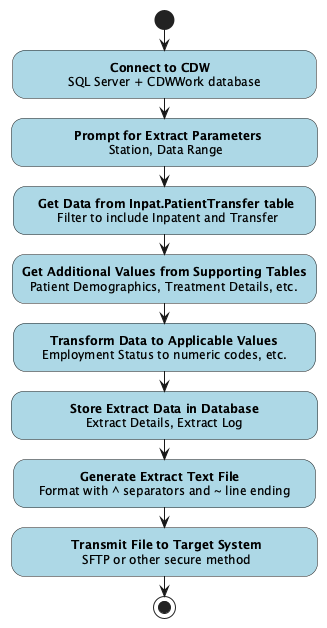 Connect to CDW
SQL Server + CDWWork database
Prompt for Extract Parameters
Station, Data Range
Get Data from Inpat.PatientTransfer table
Filter to include Inpatent and Transfer
Get Additional Values from Supporting Tables
Patient Demographics, Treatment Details, etc.
Transform Data to Applicable Values
Employment Status to numeric codes, etc.
Store Extract Data in Database
Extract Details, Extract Log
Generate Extract Text File
Format with ^ separators and ~ line ending
Transmit File to Target System
SFTP or other secure method